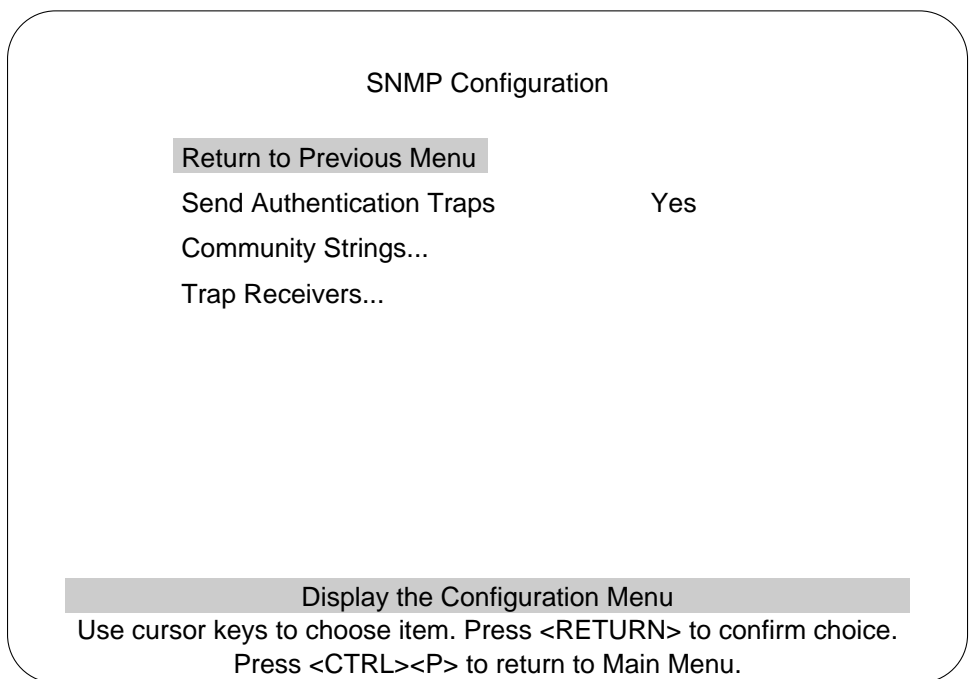 SNMP Configuration
Return to Previous Menu
Send Authentication Traps Yes
Community Strings...
Trap Receivers...
Display the Configuration Menu
Use cursor keys to choose item. Press <RETURN> to confirm choice.
Press <CTRL><P> to return to Main Menu.